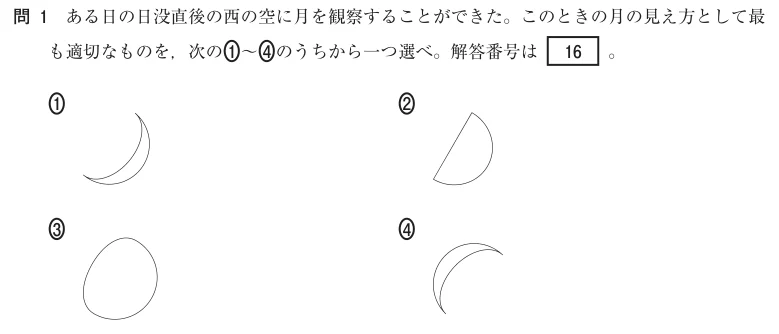 問 1 ある日の日没直後の西の空に月を観察することができた。このときの月の見え方として最
も適切なものを，次の①～④のうちから一つ選べ。解答番号は 16 。
① ②
③ ④